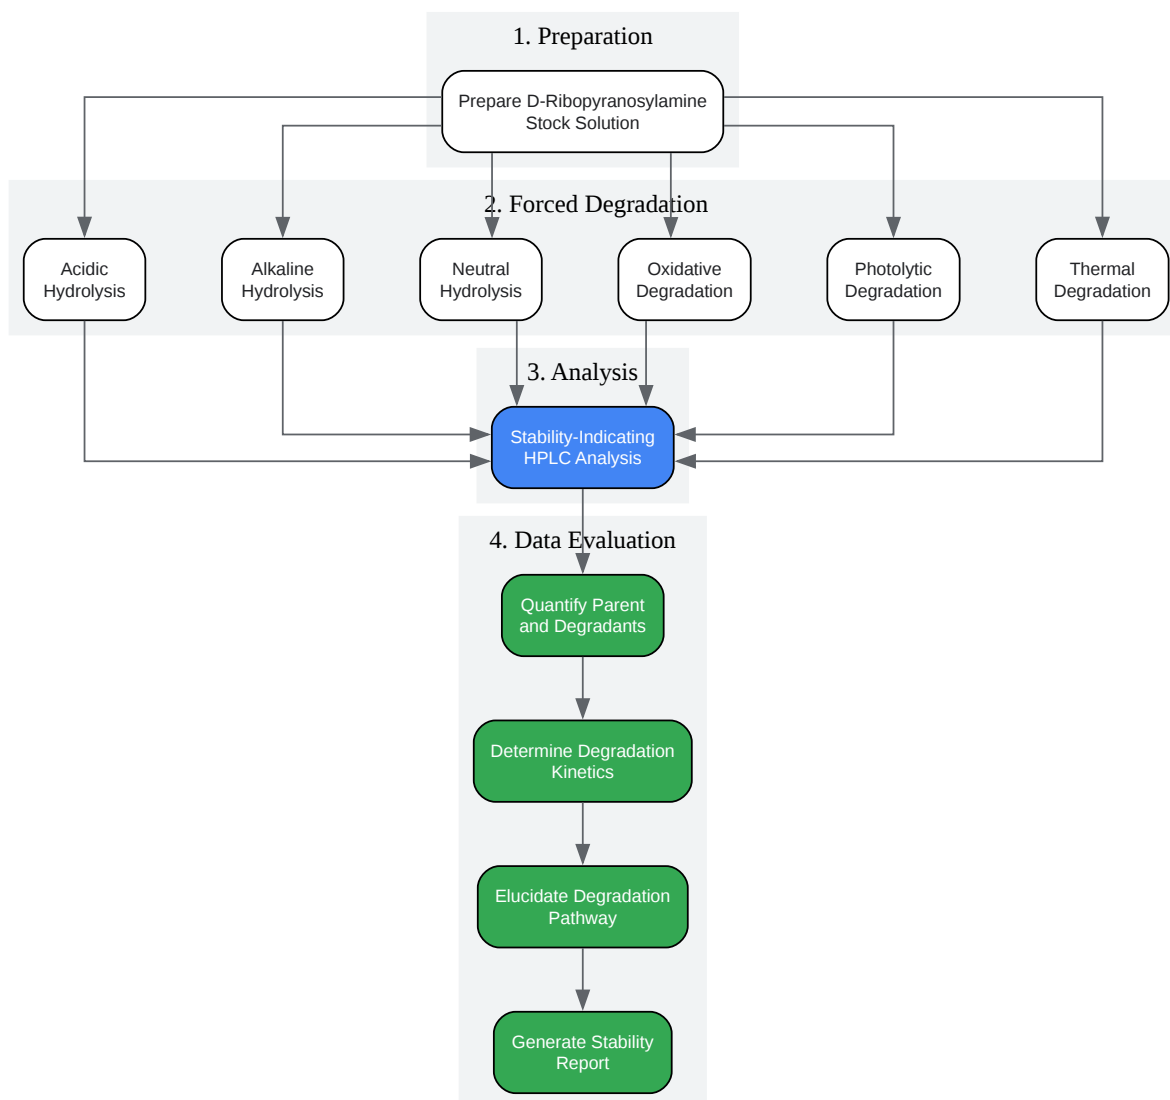 1. Preparation
Prepare D-Ribopyranosylamine
Stock Solution
2. Forced Degradation
Acidic
Hydrolysis
Alkaline
Hydrolysis
Neutral
Hydrolysis
Oxidative
Degradation
Photolytic
Degradation
Thermal
Degradation
3. Analysis
Stability-Indicating
HPLC Analysis
4. Data Evaluation
Quantify Parent
and Degradants
Determine Degradation
Kinetics
Elucidate Degradation
Pathway
Generate Stability
Report